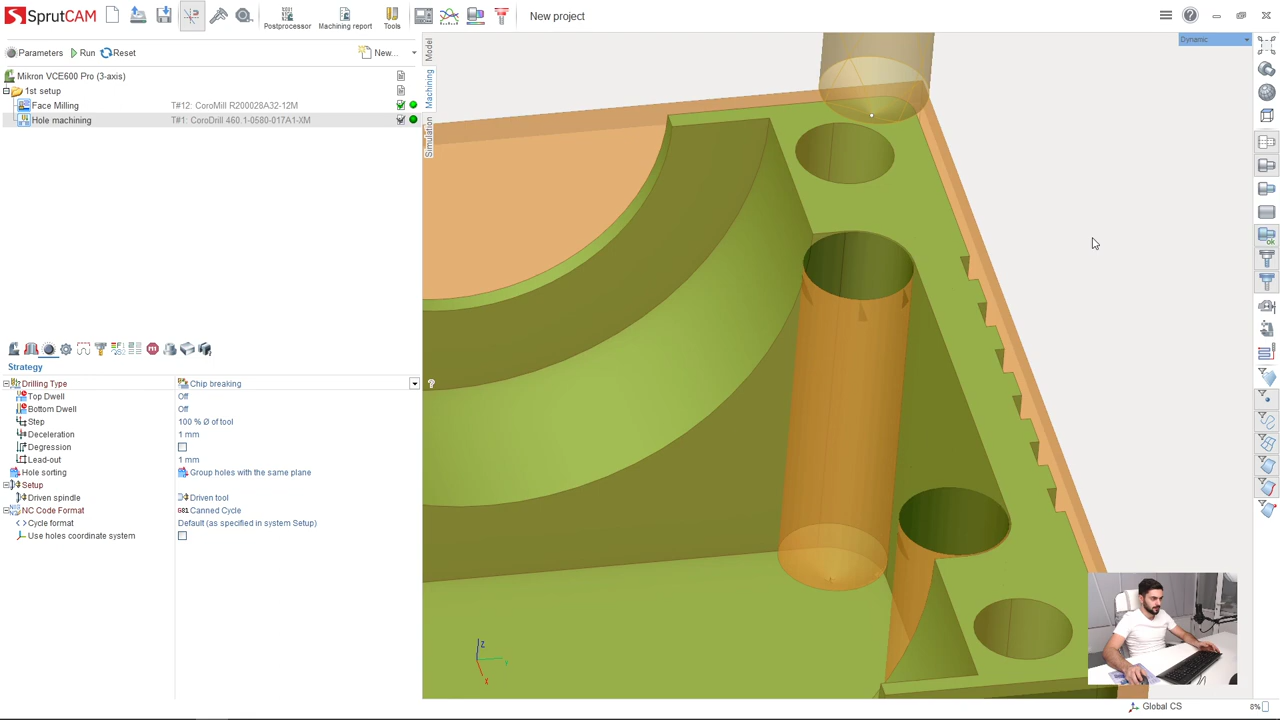 SprutCAM
Postprocessor
Machining report
Tools
New project
Parameters
Run
Reset
New...
Dynamic
Mikron VCE600 Pro (3-axis)
1st setup
Face Milling T#12: CoroMill R200028A32-12M
Hole machining T#1: CoroDrill 460.1-0580-017A1-XM
Model
Machining
Simulation
Strategy
Drilling Type Chip breaking
Top Dwell Off
Bottom Dwell Off
Step 100 % Ø of tool
Deceleration 1 mm
Degression
Lead-out 1 mm
Hole sorting Group holes with the same plane
Setup
Driven spindle Driven tool
NC Code Format G81 Canned Cycle
Cycle format Default (as specified in system Setup)
Use holes coordinate system
Z
Y
X
Global CS
8%